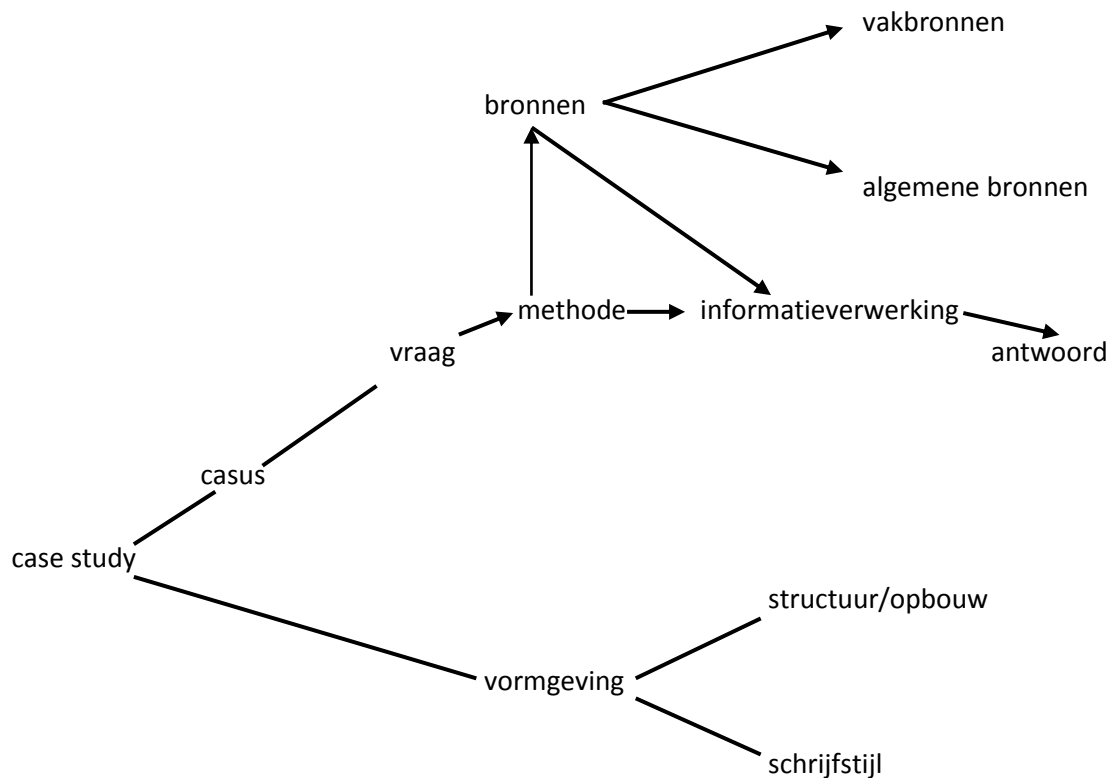 vakbronnen
bronnen
algemene bronnen
methode
informatieverwerking
vraag
antwoord
casus
case study
structuur/opbouw
vormgeving
schrijfstijl